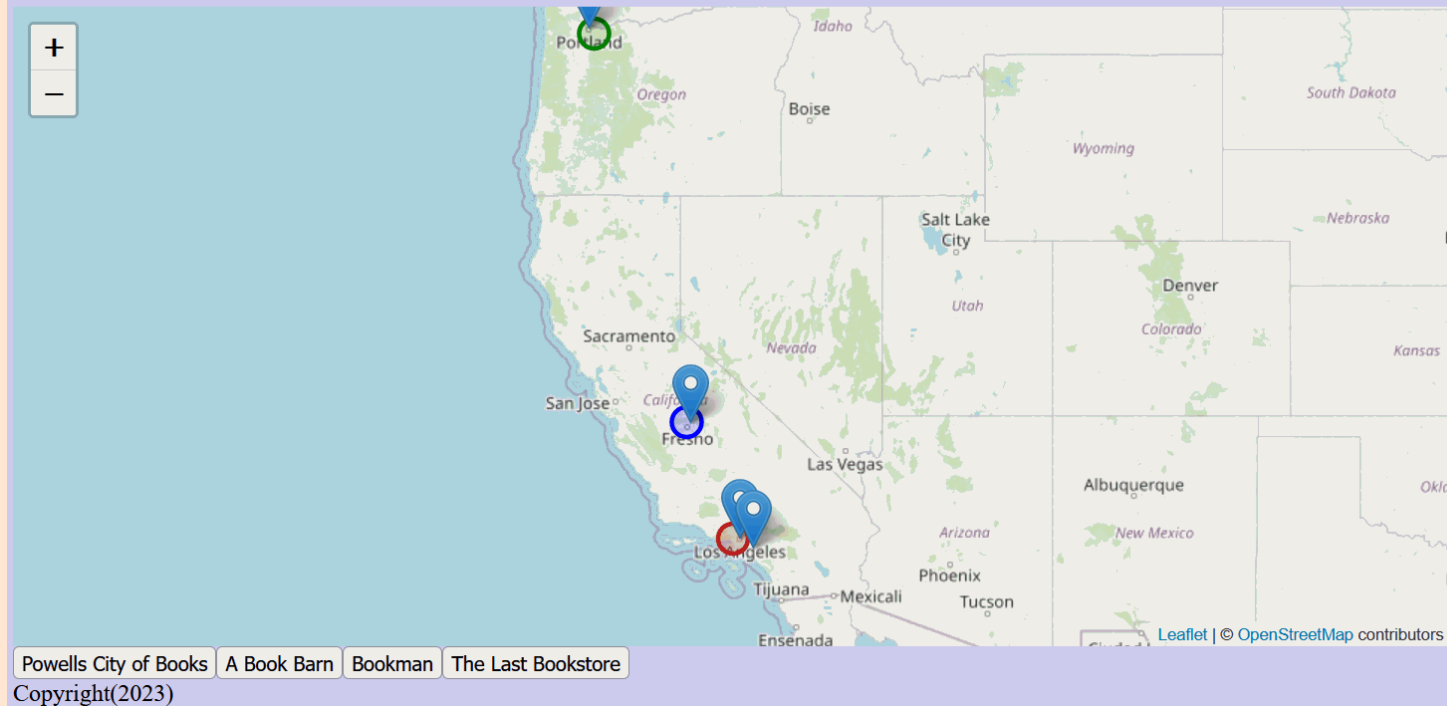 +
−
Portland
Idaho
Oregon
Boise
South Dakota
Wyoming
Salt Lake
City
Nebraska
Denver
Utah
Colorado
Sacramento
Nevada
Kansas
San Jose
Fresno
Las Vegas
Albuquerque
Arizona
New Mexico
Los Angeles
Phoenix
Tijuana
Mexicali
Tucson
Ensenada
Leaflet | © OpenStreetMap contributors
Powells City of Books A Book Barn Bookman The Last Bookstore
Copyright(2023)